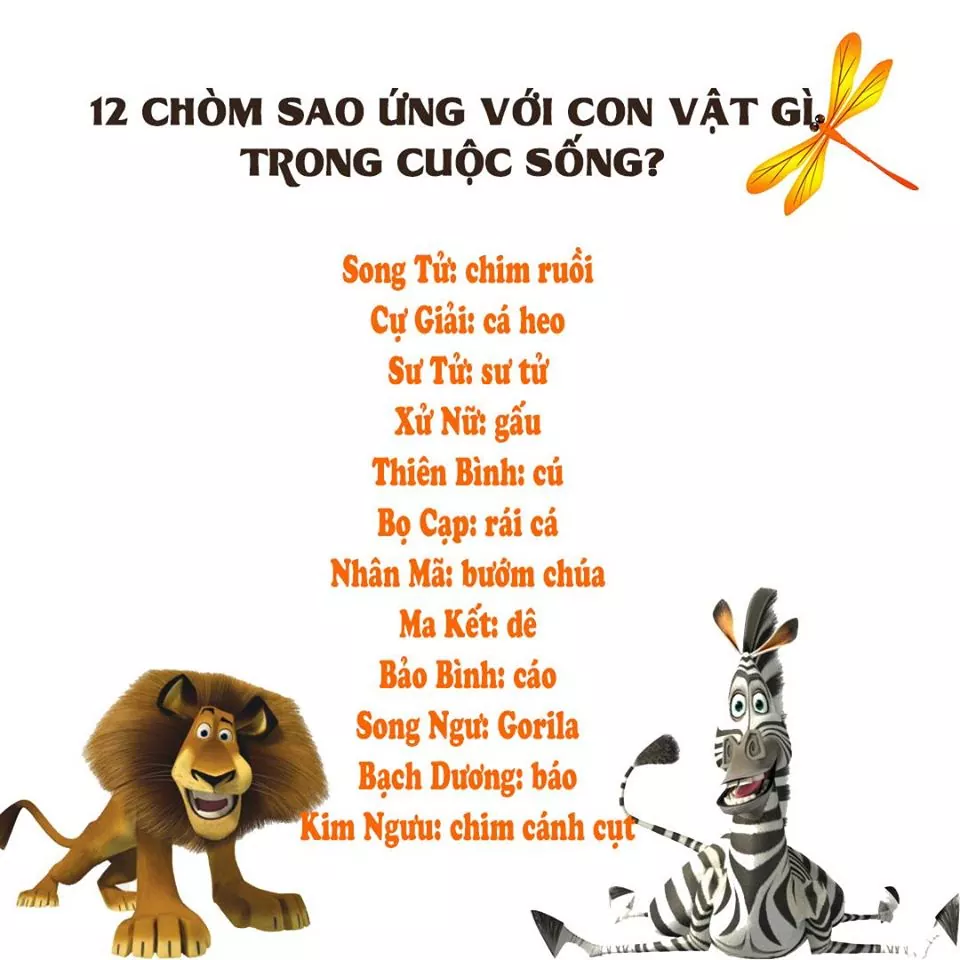 12 CHÒM SAO ỨNG VỚI CON VẬT GÌ
TRONG CUỘC SỐNG?
Song Tử: chim ruồi
Cự Giải: cá heo
Sư Tử: sư tử
Xử Nữ: gấu
Thiên Bình: cú
Bọ Cạp: rái cá
Nhân Mã: bướm chúa
Ma Kết: dê
Bảo Bình: cáo
Song Ngư: Gorila
Bạch Dương: báo
Kim Ngưu: chim cánh cụt